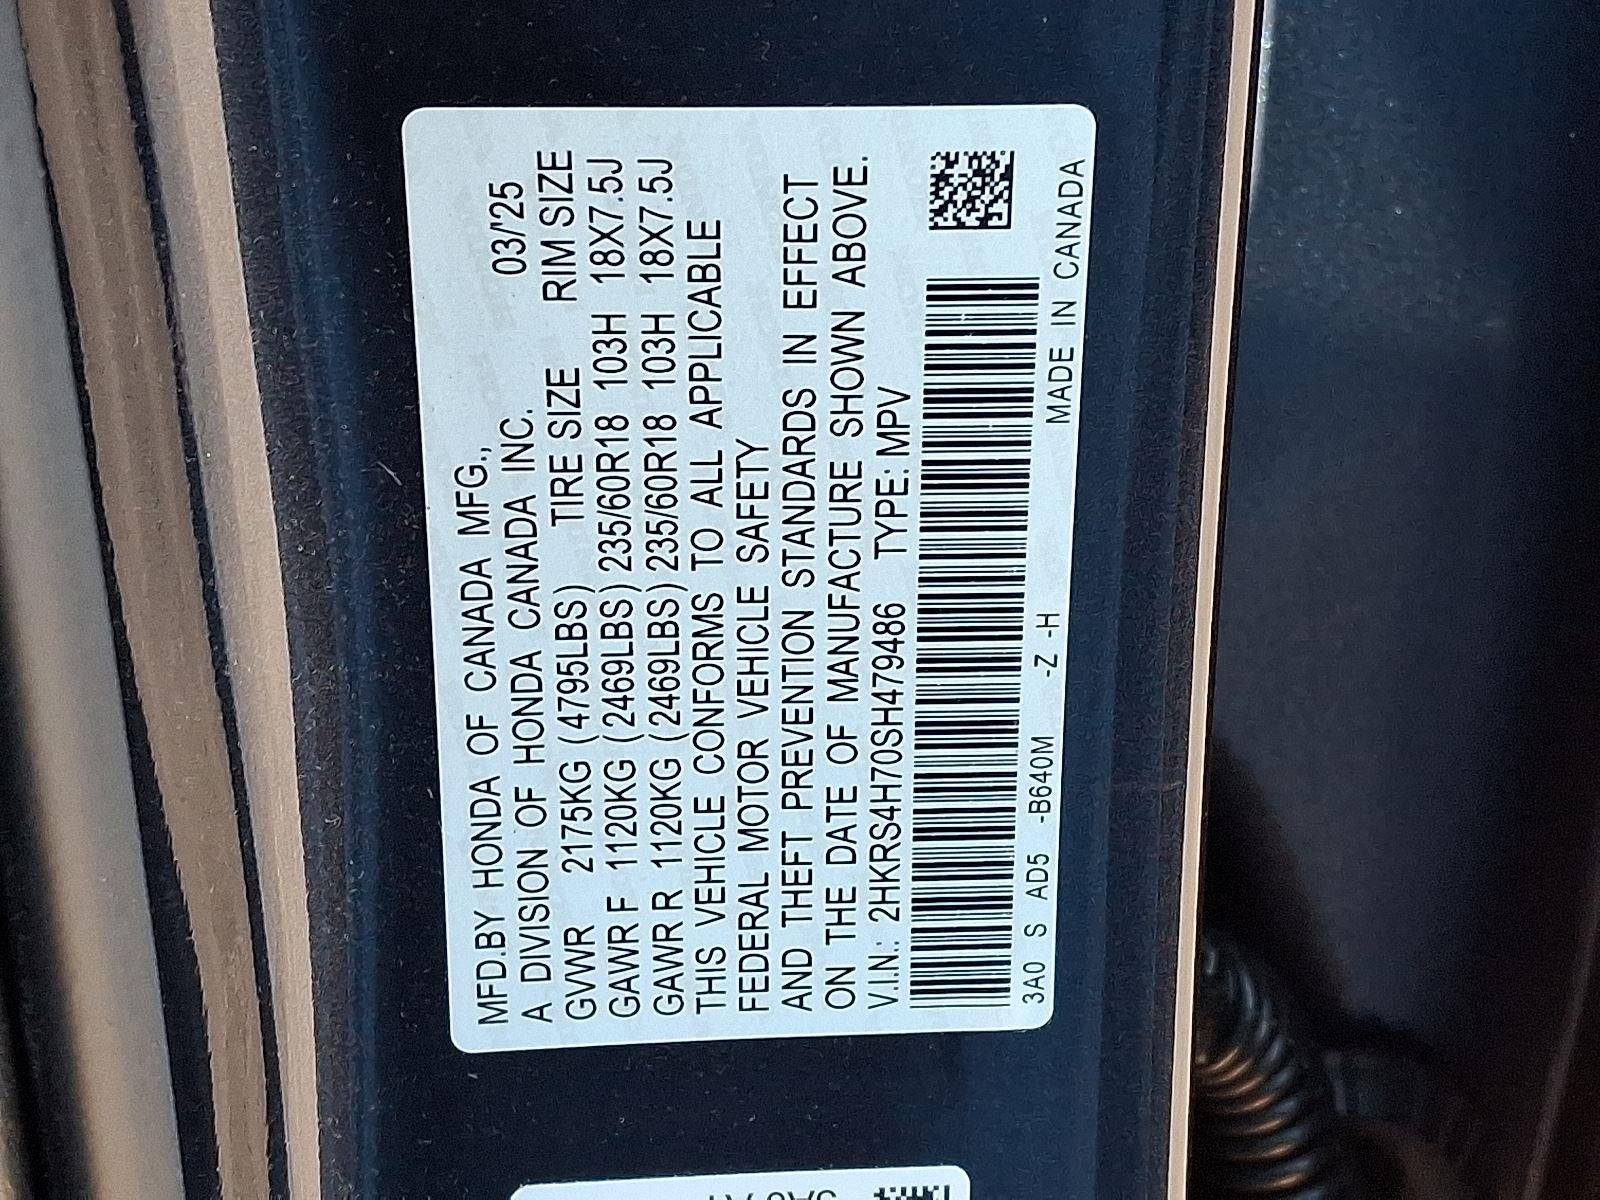 MFD.BY HONDA OF CANADA MFG., 03/'25
A DIVISION OF HONDA CANADA INC.
GVWR 2175KG (4795LBS) TIRE SIZE RIM SIZE
GAWR F 1120KG (2469LBS) 235/60R18 103H 18X7.5J
GAWR R 1120KG (2469LBS) 235/60R18 103H 18X7.5J
THIS VEHICLE CONFORMS TO ALL APPLICABLE
FEDERAL MOTOR VEHICLE SAFETY
AND THEFT PREVENTION STANDARDS IN EFFECT
ON THE DATE OF MANUFACTURE SHOWN ABOVE.
V.I.N.: 2HKRS4H70SH479486 TYPE: MPV
3A0 S AD5 -B640M -Z -H MADE IN CANADA